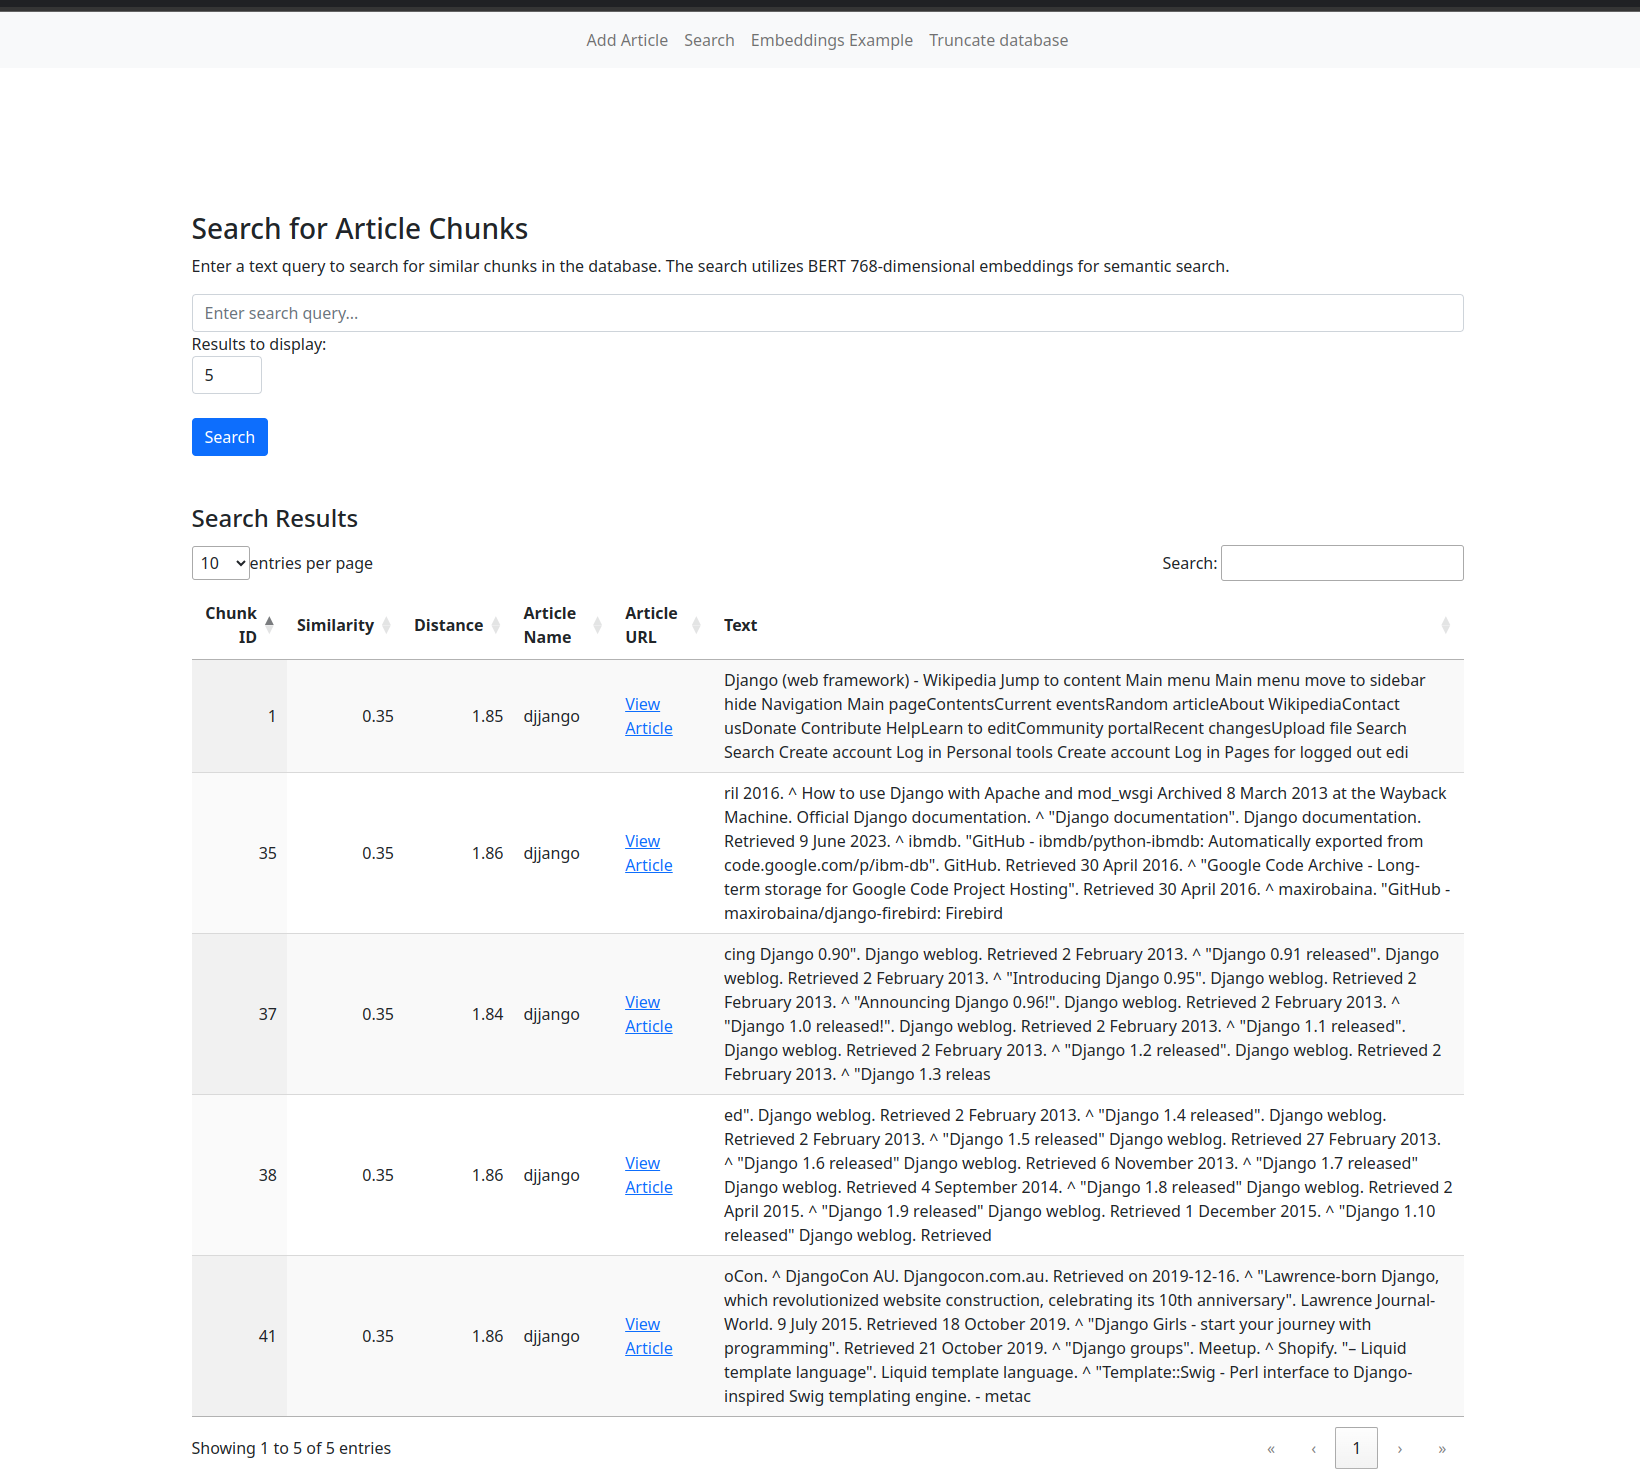 Add Article Search Embeddings Example Truncate database
Search for Article Chunks
Enter a text query to search for similar chunks in the database. The search utilizes BERT 768-dimensional embeddings for semantic search.
Enter search query...
Results to display:
5
Search
Search Results
10 entries per page Search:
Chunk ID Similarity Distance Article Name Article URL Text
1 0.35 1.85 djjango View Article
Django (web framework) - Wikipedia Jump to content Main menu Main menu move to sidebar
hide Navigation Main pageContentsCurrent eventsRandom articleAbout WikipediaContact
usDonate Contribute HelpLearn to editCommunity portalRecent changesUpload file Search
Search Create account Log in Personal tools Create account Log in Pages for logged out edi
35 0.35 1.86 djjango View Article
ril 2016. ^ How to use Django with Apache and mod_wsgi Archived 8 March 2013 at the Wayback
Machine. Official Django documentation. ^ "Django documentation". Django documentation.
Retrieved 9 June 2023. ^ ibmdb. "GitHub - ibmdb/python-ibmdb: Automatically exported from
code.google.com/p/ibm-db". GitHub. Retrieved 30 April 2016. ^ "Google Code Archive - Long-
term storage for Google Code Project Hosting". Retrieved 30 April 2016. ^ maxirobaina. "GitHub -
maxirobaina/django-firebird: Firebird
37 0.35 1.84 djjango View Article
cing Django 0.90". Django weblog. Retrieved 2 February 2013. ^ "Django 0.91 released". Django
weblog. Retrieved 2 February 2013. ^ "Introducing Django 0.95". Django weblog. Retrieved 2
February 2013. ^ "Announcing Django 0.96!". Django weblog. Retrieved 2 February 2013. ^
"Django 1.0 released!". Django weblog. Retrieved 2 February 2013. ^ "Django 1.1 released".
Django weblog. Retrieved 2 February 2013. ^ "Django 1.2 released". Django weblog. Retrieved 2
February 2013. ^ "Django 1.3 releas
38 0.35 1.86 djjango View Article
ed". Django weblog. Retrieved 2 February 2013. ^ "Django 1.4 released". Django weblog.
Retrieved 2 February 2013. ^ "Django 1.5 released" Django weblog. Retrieved 27 February 2013.
^ "Django 1.6 released" Django weblog. Retrieved 6 November 2013. ^ "Django 1.7 released"
Django weblog. Retrieved 4 September 2014. ^ "Django 1.8 released" Django weblog. Retrieved 2
April 2015. ^ "Django 1.9 released" Django weblog. Retrieved 1 December 2015. ^ "Django 1.10
released" Django weblog. Retrieved
41 0.35 1.86 djjango View Article
oCon. ^ DjangoCon AU. Djangocon.com.au. Retrieved on 2019-12-16. ^ "Lawrence-born Django,
which revolutionized website construction, celebrating its 10th anniversary". Lawrence Journal-
World. 9 July 2015. Retrieved 18 October 2019. ^ "Django Girls - start your journey with
programming". Retrieved 21 October 2019. ^ "Django groups". Meetup. ^ Shopify. "– Liquid
template language". Liquid template language. ^ "Template::Swig - Perl interface to Django-
inspired Swig templating engine. - metac
Showing 1 to 5 of 5 entries « ‹ 1 › »